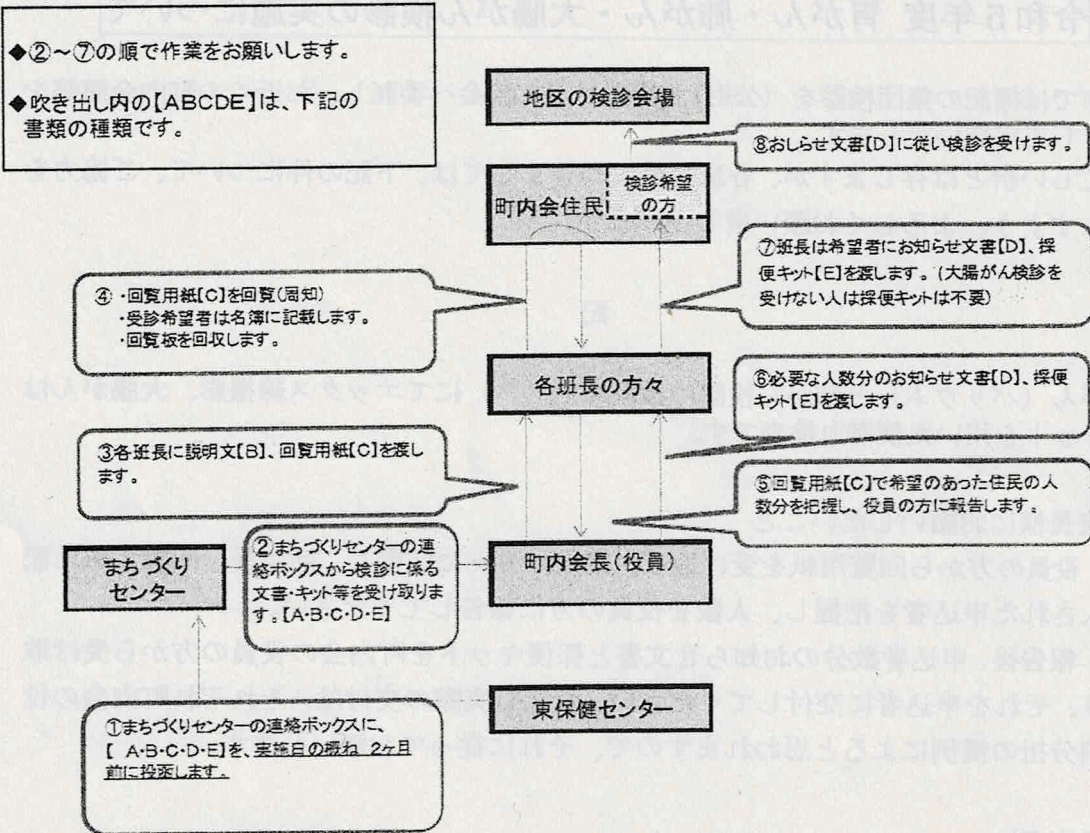 ◆②～⑦の順で作業をお願いします。
◆吹き出し内の[ABCDE]は、下記の
書類の種類です。
地区の検診会場
⑧おしらせ文書[D]に従い検診を受けます。
町内会住民
検診希望
の方
⑦班長は希望者にお知らせ文書[D]、採
便キット[E]を渡します。(大腸がん検診を
受けない人は採便キットは不要)
④ ・回覧用紙[C]を回覧(周知)
・受診希望者は名簿に記載します。
・回覧板を回収します。
各班長の方々
⑥必要な人数分のお知らせ文書[D]、採便
キット[E]を渡します。
③各班長に説明文[B]、回覧用紙[C]を渡し
ます。
⑤回覧用紙[C]で希望のあった住民の人
数分を把握し、役員の方に報告します。
まちづくり
センター
②まちづくりセンターの連
絡ボックスから検診に係る
文書・キット等を受け取りま
す。[A・B・C・D・E]
町内会長(役員)
東保健センター
①まちづくりセンターの連絡ボックスに、
[ A・B・C・D・E]を、実施日の概ね 2ヶ月
前に投函します。